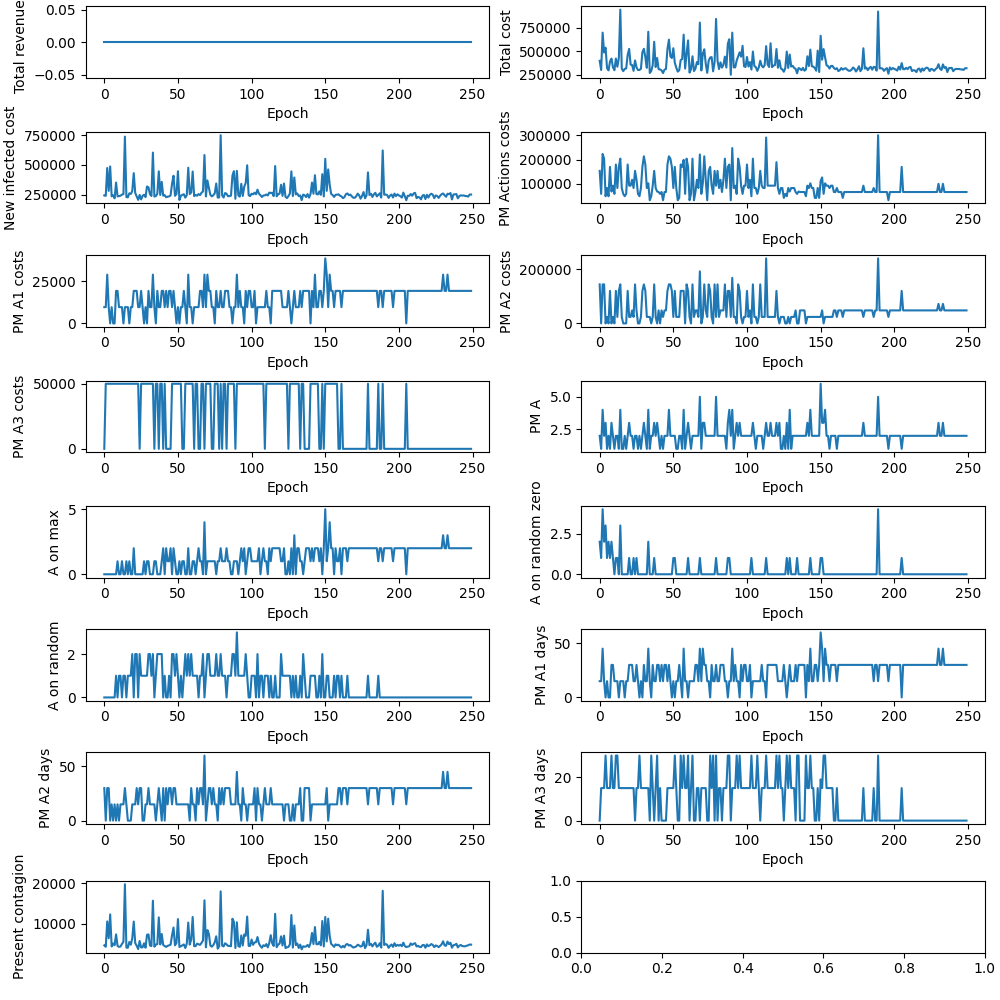 Total revenue
0.05
0.00
−0.05
0 50 100 150 200 250
Epoch
Total cost
750000
500000
250000
0 50 100 150 200 250
Epoch
New infected cost
750000
500000
250000
0 50 100 150 200 250
Epoch
PM Actions costs
300000
200000
100000
0 50 100 150 200 250
Epoch
PM A1 costs
25000
0
0 50 100 150 200 250
Epoch
PM A2 costs
200000
0
0 50 100 150 200 250
Epoch
PM A3 costs
50000
0
0 50 100 150 200 250
Epoch
PM A
5.0
2.5
0 50 100 150 200 250
Epoch
A on max
5
0
0 50 100 150 200 250
Epoch
A on random zero
2.5
0.0
0 50 100 150 200 250
Epoch
A on random
2
0
0 50 100 150 200 250
Epoch
PM A1 days
50
0
0 50 100 150 200 250
Epoch
PM A2 days
50
0
0 50 100 150 200 250
Epoch
PM A3 days
20
0
0 50 100 150 200 250
Epoch
Present contagion
20000
10000
0 50 100 150 200 250
Epoch
1.0
0.5
0.0
0.0 0.2 0.4 0.6 0.8 1.0